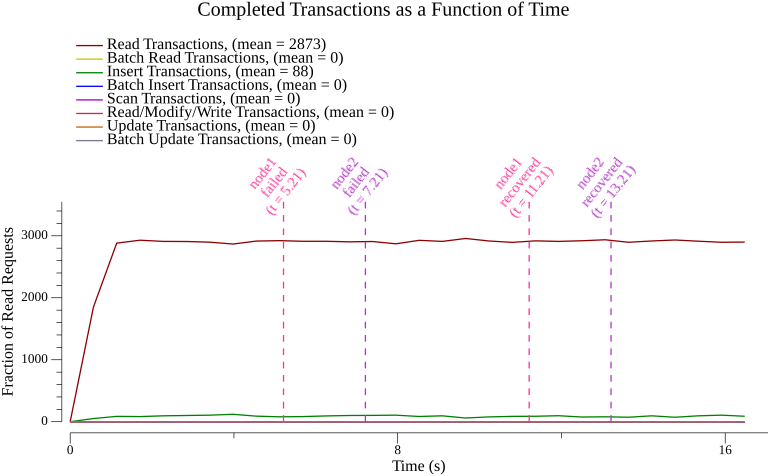 Completed Transactions as a Function of Time
Read Transactions, (mean = 2873)
Batch Read Transactions, (mean = 0)
Insert Transactions, (mean = 88)
Batch Insert Transactions, (mean = 0)
Scan Transactions, (mean = 0)
Read/Modify/Write Transactions, (mean = 0)
Update Transactions, (mean = 0)
Batch Update Transactions, (mean = 0)
node1
failed
(t = 5.21)
node2
failed
(t = 7.21)
node1
recovered
(t = 11.21)
node2
recovered
(t = 13.21)
Fraction of Read Requests
3000
2000
1000
0
0
8
16
Time (s)